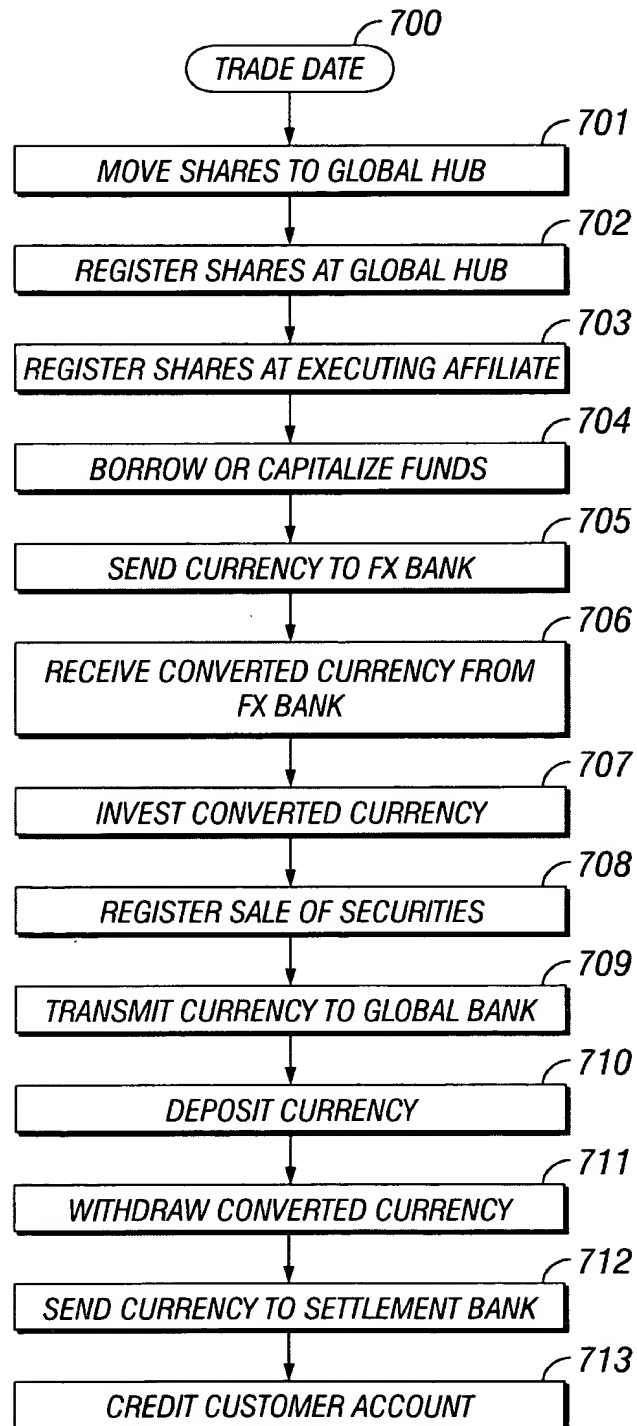 700
TRADE DATE
701
MOVE SHARES TO GLOBAL HUB
702
REGISTER SHARES AT GLOBAL HUB
703
REGISTER SHARES AT EXECUTING AFFILIATE
704
BORROW OR CAPITALIZE FUNDS
705
SEND CURRENCY TO FX BANK
706
RECEIVE CONVERTED CURRENCY FROM
FX BANK
707
INVEST CONVERTED CURRENCY
708
REGISTER SALE OF SECURITIES
709
TRANSMIT CURRENCY TO GLOBAL BANK
710
DEPOSIT CURRENCY
711
WITHDRAW CONVERTED CURRENCY
712
SEND CURRENCY TO SETTLEMENT BANK
713
CREDIT CUSTOMER ACCOUNT